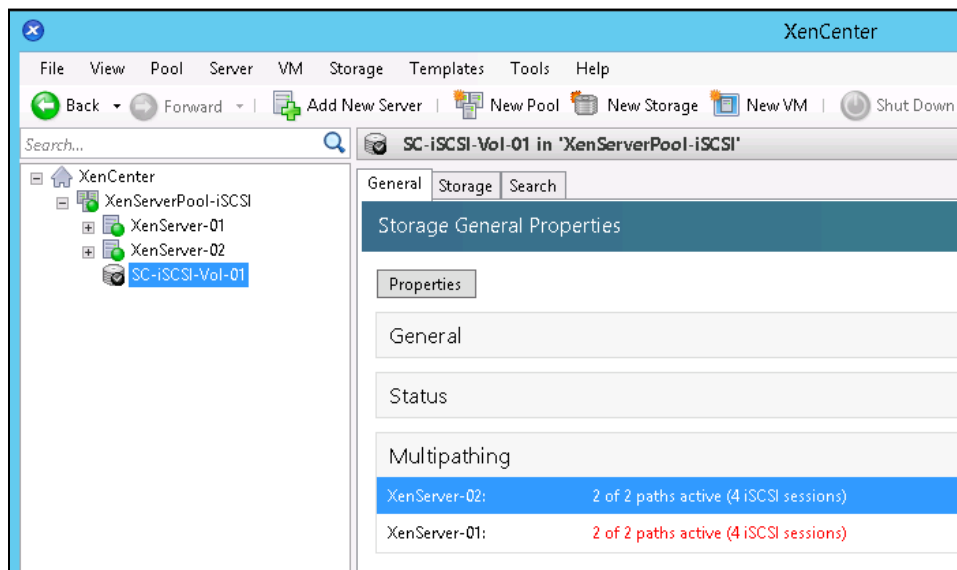 XenCenter
File View Pool Server VM Storage Templates Tools Help
Back Forward Add New Server New Pool New Storage New VM Shut Down
Search... SC-iSCSI-Vol-01 in 'XenServerPool-iSCSI'
XenCenter
XenServerPool-iSCSI
XenServer-01
XenServer-02
SC-iSCSI-Vol-01
General Storage Search
Storage General Properties
Properties
General
Status
Multipathing
XenServer-02: 2 of 2 paths active (4 iSCSI sessions)
XenServer-01: 2 of 2 paths active (4 iSCSI sessions)